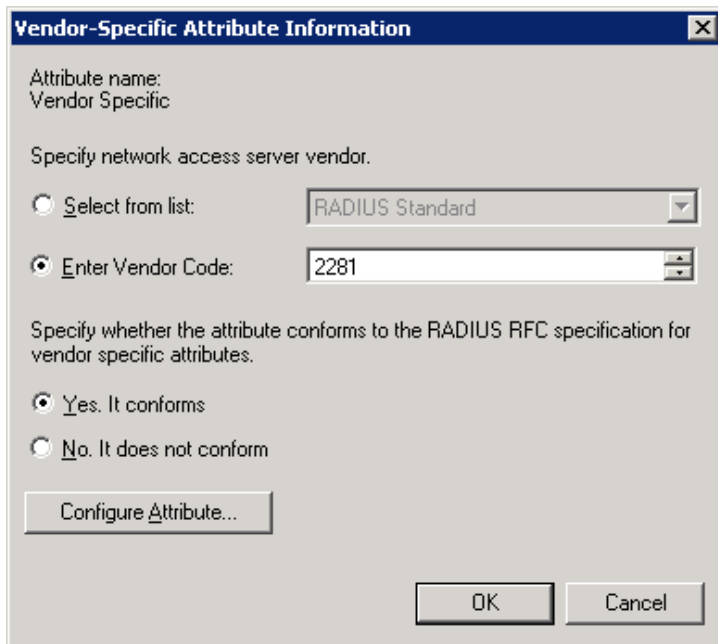 Vendor-Specific Attribute Information
Attribute name:
Vendor Specific
Specify network access server vendor.
Select from list: RADIUS Standard
Enter Vendor Code: 2281
Specify whether the attribute conforms to the RADIUS RFC specification for
vendor specific attributes.
Yes. It conforms
No. It does not conform
Configure Attribute...
OK Cancel